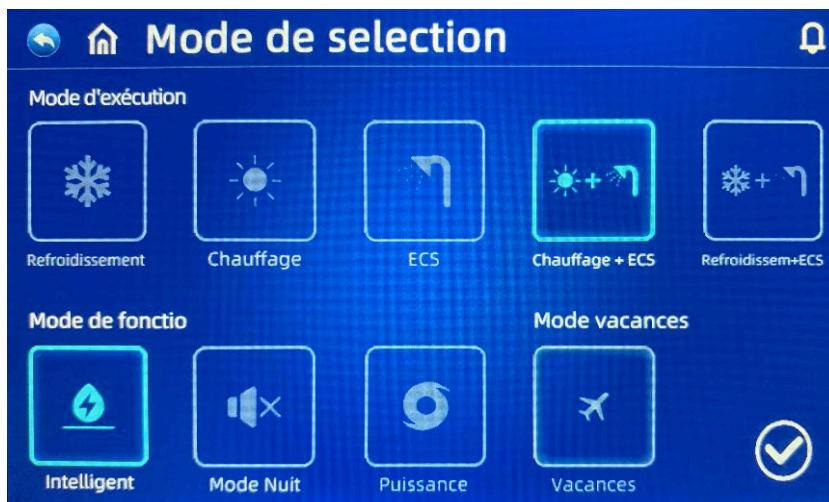 Mode de selection
Mode d'exécution
Refroidissement
Chauffage
ECS
Chauffage + ECS
Refroidissem+ECS
Mode de fonctio
Mode vacances
Intelligent
Mode Nuit
Puissance
Vacances